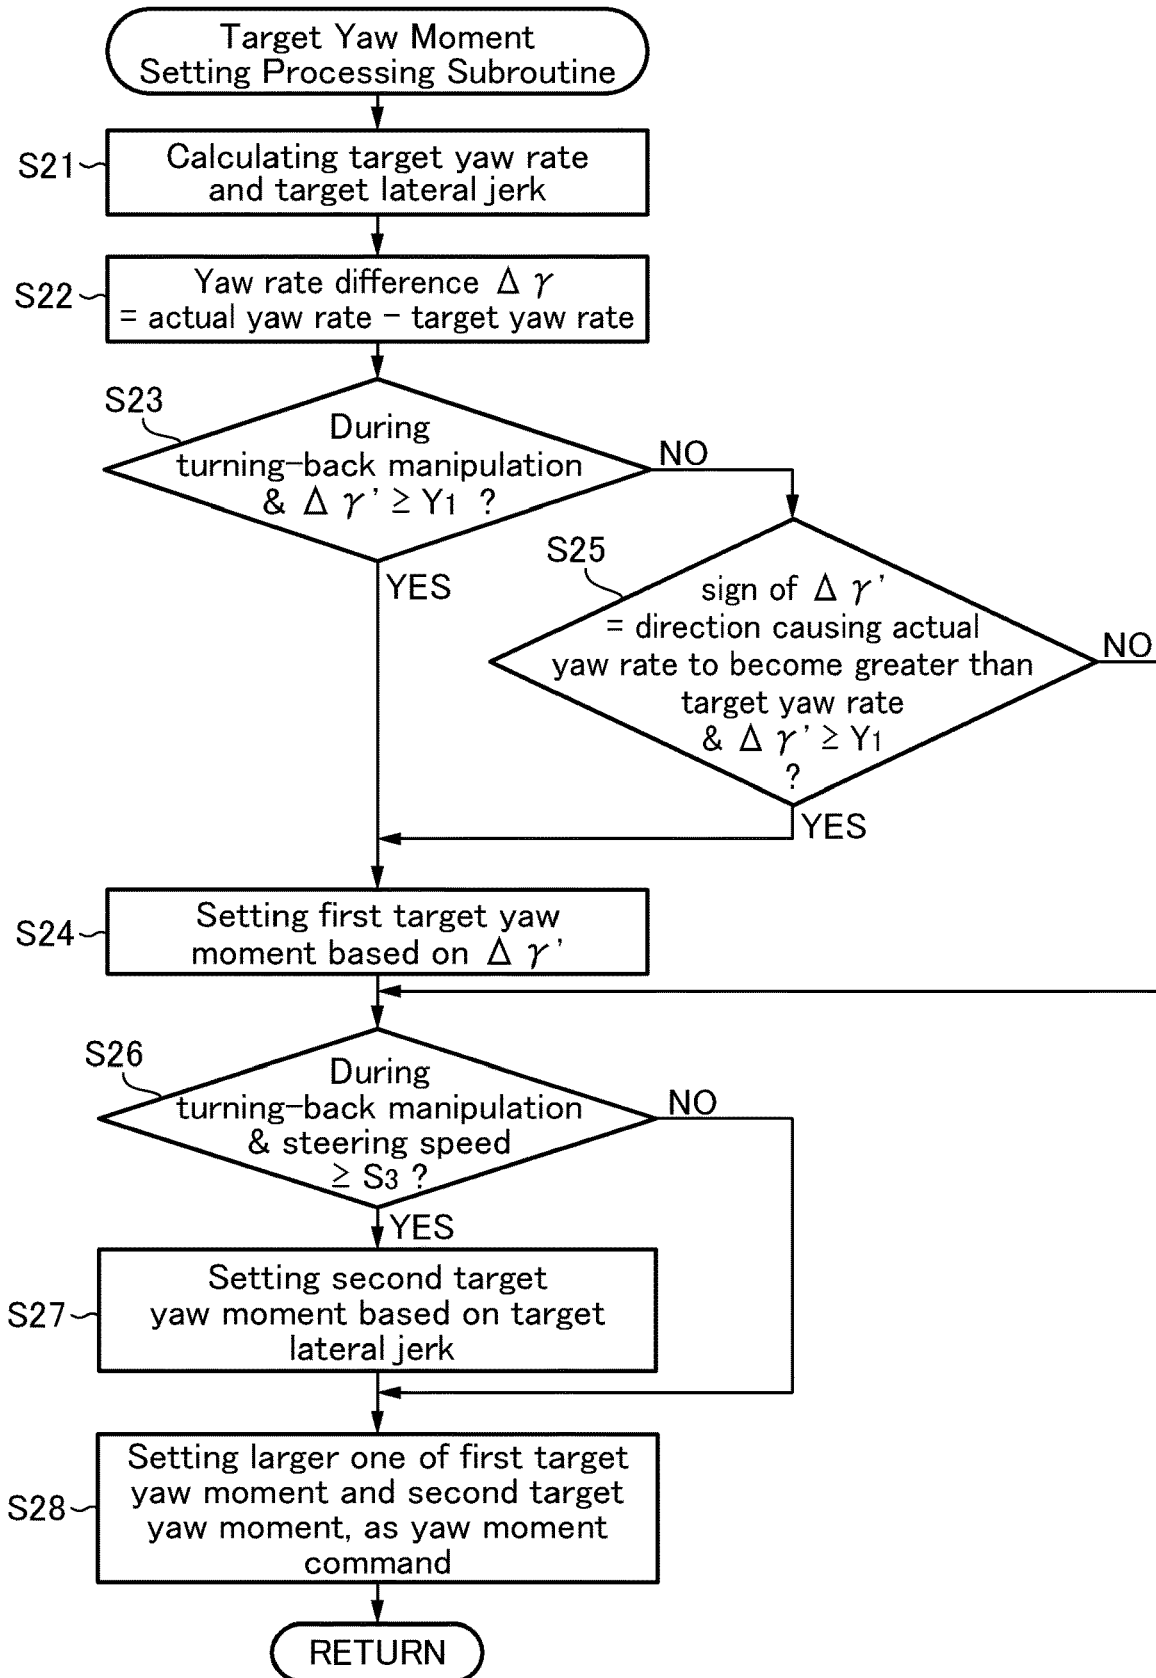 Target Yaw Moment
Setting Processing Subroutine
S21
Calculating target yaw rate
and target lateral jerk
S22
Yaw rate difference Δγ
= actual yaw rate − target yaw rate
S23
During
turning-back manipulation
& Δγ' ≥ Y1 ?
NO
YES
S25
sign of Δγ'
= direction causing actual
yaw rate to become greater than
target yaw rate
& Δγ' ≥ Y1
?
NO
YES
S24
Setting first target yaw
moment based on Δγ'
S26
During
turning-back manipulation
& steering speed
≥ S3 ?
NO
YES
S27
Setting second target
yaw moment based on target
lateral jerk
S28
Setting larger one of first target
yaw moment and second target
yaw moment, as yaw moment
command
RETURN